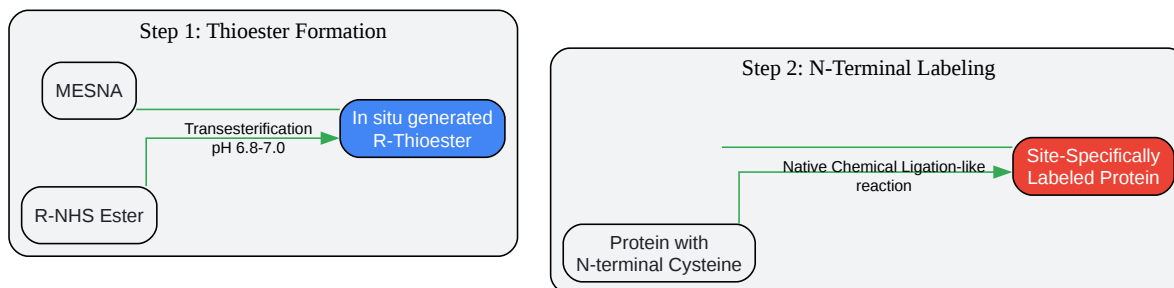 Step 1: Thioester Formation
MESNA
Transesterification
pH 6.8-7.0
In situ generated
R-Thioester
R-NHS Ester
Step 2: N-Terminal Labeling
Native Chemical Ligation-like
reaction
Site-Specifically
Labeled Protein
Protein with
N-terminal Cysteine